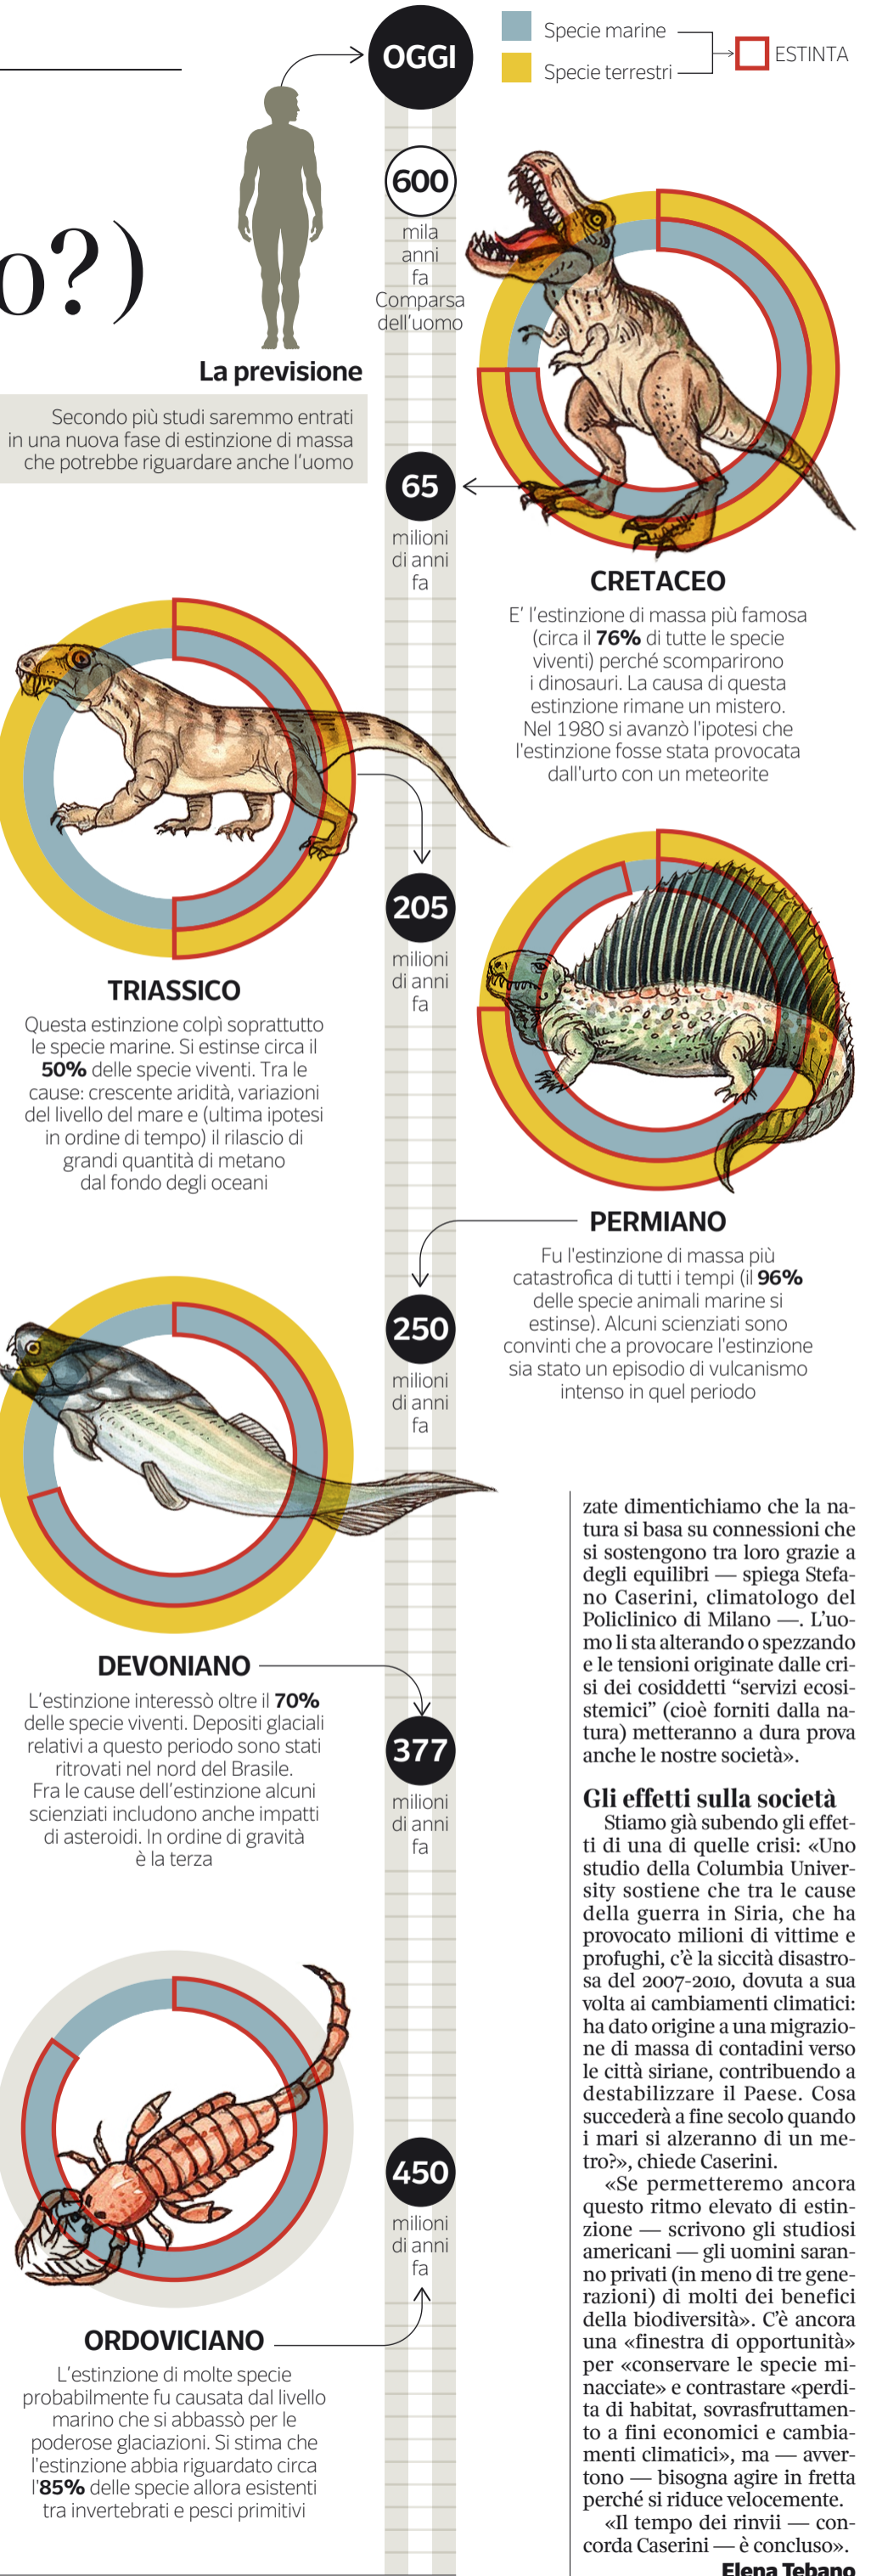 OGGI
Specie marine
Specie terrestri
ESTINTA
o?)
600
mila
anni
fa
Comparsa
dell'uomo
La previsione
Secondo più studi saremmo entrati
in una nuova fase di estinzione di massa
che potrebbe riguardare anche l'uomo
65
milioni
di anni
fa
CRETACEO
E' l'estinzione di massa più famosa
(circa il 76% di tutte le specie
viventi) perché scomparirono
i dinosauri. La causa di questa
estinzione rimane un mistero.
Nel 1980 si avanzò l'ipotesi che
l'estinzione fosse stata provocata
dall'urto con un meteorite
205
milioni
di anni
fa
TRIASSICO
Questa estinzione colpì soprattutto
le specie marine. Si estinse circa il
50% delle specie viventi. Tra le
cause: crescente aridità, variazioni
del livello del mare e (ultima ipotesi
in ordine di tempo) il rilascio di
grandi quantità di metano
dal fondo degli oceani
PERMIANO
Fu l'estinzione di massa più
catastrofica di tutti i tempi (il 96%
delle specie animali marine si
estinse). Alcuni scienziati sono
convinti che a provocare l'estinzione
sia stato un episodio di vulcanismo
intenso in quel periodo
250
milioni
di anni
fa
DEVONIANO
L'estinzione interessò oltre il 70%
delle specie viventi. Depositi glaciali
relativi a questo periodo sono stati
ritrovati nel nord del Brasile.
Fra le cause dell'estinzione alcuni
scienziati includono anche impatti
di asteroidi. In ordine di gravità
è la terza
377
milioni
di anni
fa
450
milioni
di anni
fa
ORDOVICIANO
L'estinzione di molte specie
probabilmente fu causata dal livello
marino che si abbassò per le
poderose glaciazioni. Si stima che
l'estinzione abbia riguardato circa
l'85% delle specie allora esistenti
tra invertebrati e pesci primitivi
zate dimentichiamo che la na-
tura si basa su connessioni che
si sostengono tra loro grazie a
degli equilibri — spiega Stefa-
no Caserini, climatologo del
Policlinico di Milano —. L'uo-
mo li sta alterando o spezzando
e le tensioni originate dalle cri-
si dei cosiddetti “servizi ecosi-
stemici” (cioè forniti dalla na-
tura) metteranno a dura prova
anche le nostre società».
Gli effetti sulla società
Stiamo già subendo gli effet-
ti di una di quelle crisi: «Uno
studio della Columbia Univer-
sity sostiene che tra le cause
della guerra in Siria, che ha
provocato milioni di vittime e
profughi, c'è la siccità disastro-
sa del 2007-2010, dovuta a sua
volta ai cambiamenti climatici:
ha dato origine a una migrazio-
ne di massa di contadini verso
le città siriane, contribuendo a
destabilizzare il Paese. Cosa
succederà a fine secolo quando
i mari si alzeranno di un me-
tro?», chiede Caserini.
«Se permetteremo ancora
questo ritmo elevato di estin-
zione — scrivono gli studiosi
americani — gli uomini saran-
no privati (in meno di tre gene-
razioni) di molti dei benefici
della biodiversità». C'è ancora
una «finestra di opportunità»
per «conservare le specie mi-
nacciate» e contrastare «perdi-
ta di habitat, sovrasfruttamen-
to a fini economici e cambia-
menti climatici», ma — avver-
tono — bisogna agire in fretta
perché si riduce velocemente.
«Il tempo dei rinvii — con-
corda Caserini — è concluso».
Elena Tebano